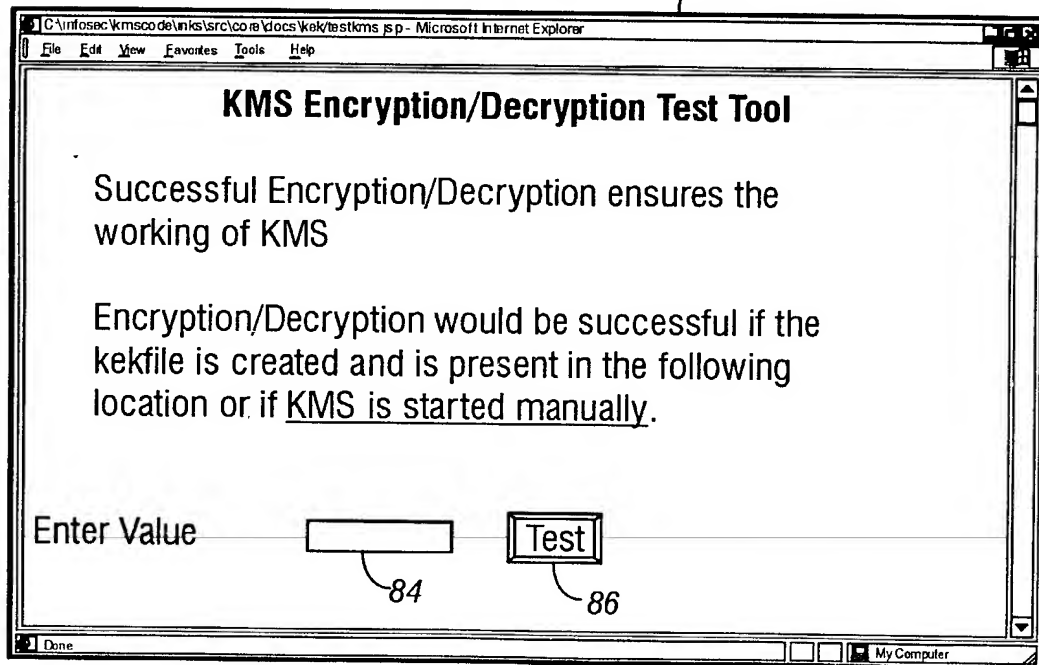 C:\infosec\kmscode\inks\src\core\docs\kek/testkms jsp - Microsoft Internet Explorer
File Edit View Favorites Tools Help
KMS Encryption/Decryption Test Tool
Successful Encryption/Decryption ensures the
working of KMS
Encryption/Decryption would be successful if the
kekfile is created and is present in the following
location or if KMS is started manually.
Enter Value Test
84 86
Done My Computer